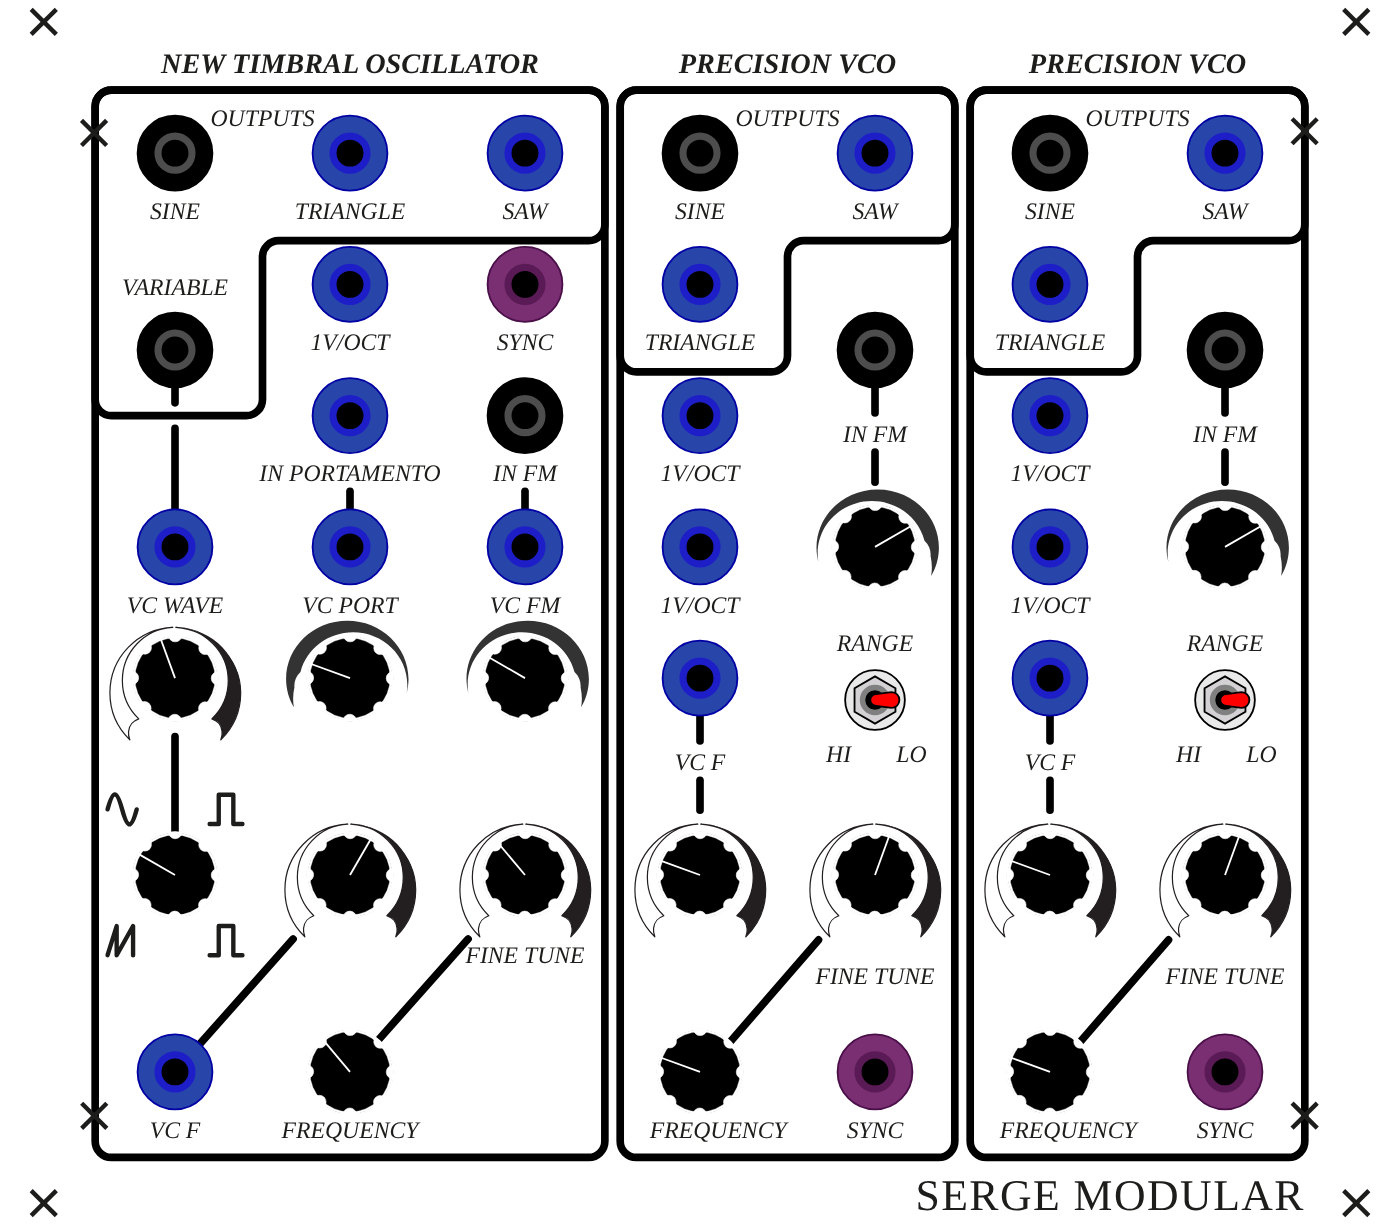 NEW TIMBRAL OSCILLATOR
PRECISION VCO
PRECISION VCO
OUTPUTS
SINE
TRIANGLE
SAW
VARIABLE
1V/OCT
SYNC
IN PORTAMENTO
IN FM
VC WAVE
VC PORT
VC FM
FINE TUNE
VC F
FREQUENCY
OUTPUTS
SINE
SAW
TRIANGLE
IN FM
1V/OCT
1V/OCT
RANGE
HI
LO
VC F
FINE TUNE
FREQUENCY
SYNC
OUTPUTS
SINE
SAW
TRIANGLE
IN FM
1V/OCT
1V/OCT
RANGE
HI
LO
VC F
FINE TUNE
FREQUENCY
SYNC
SERGE MODULAR